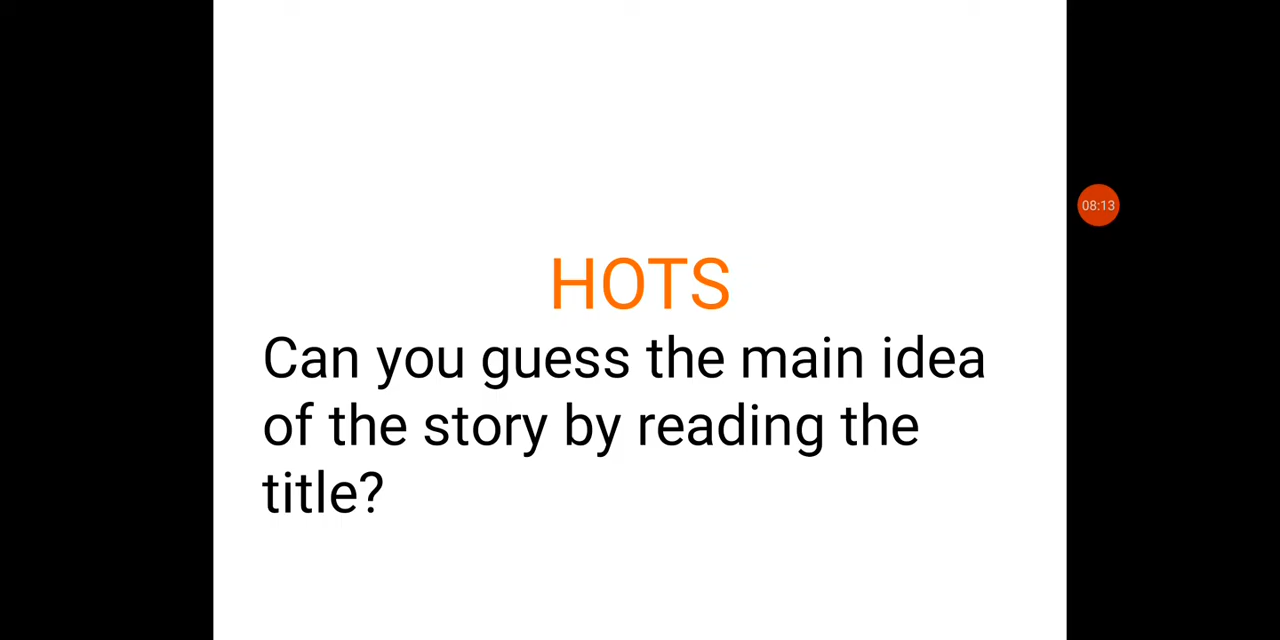 08:13
HOTS
Can you guess the main idea
of the story by reading the
title?